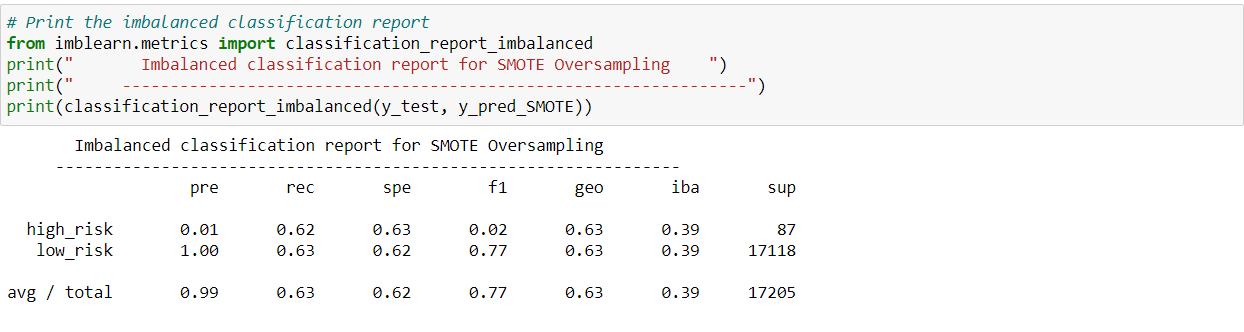 # Print the imbalanced classification report
from imblearn.metrics import classification_report_imbalanced
print("       Imbalanced classification report for SMOTE Oversampling    ")
print("     -----------------------------------------------------------------")
print(classification_report_imbalanced(y_test, y_pred_SMOTE))
       Imbalanced classification report for SMOTE Oversampling
     -----------------------------------------------------------------
                   pre       rec       spe        f1       geo       iba       sup
  high_risk       0.01      0.62      0.63      0.02      0.63      0.39        87
   low_risk       1.00      0.63      0.62      0.77      0.63      0.39     17118
avg / total       0.99      0.63      0.62      0.77      0.63      0.39     17205